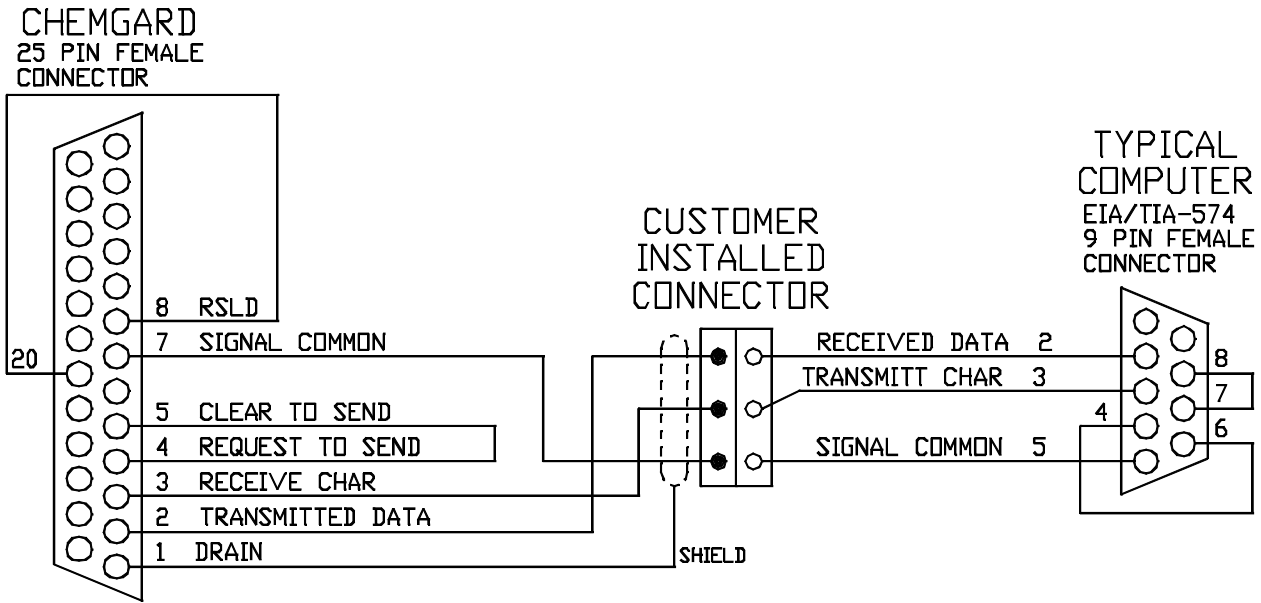 CHEMGARD
25 PIN FEMALE
CONNECTOR
TYPICAL
COMPUTER
EIA/TIA-574
9 PIN FEMALE
CONNECTOR
CUSTOMER
INSTALLED
CONNECTOR
8 RSLD
7 SIGNAL COMMON
20
5 CLEAR TO SEND
4 REQUEST TO SEND
3 RECEIVE CHAR
2 TRANSMITTED DATA
1 DRAIN
SHIELD
RECEIVED DATA 2
TRANSMITT CHAR 3
SIGNAL COMMON 5
4
8
7
6